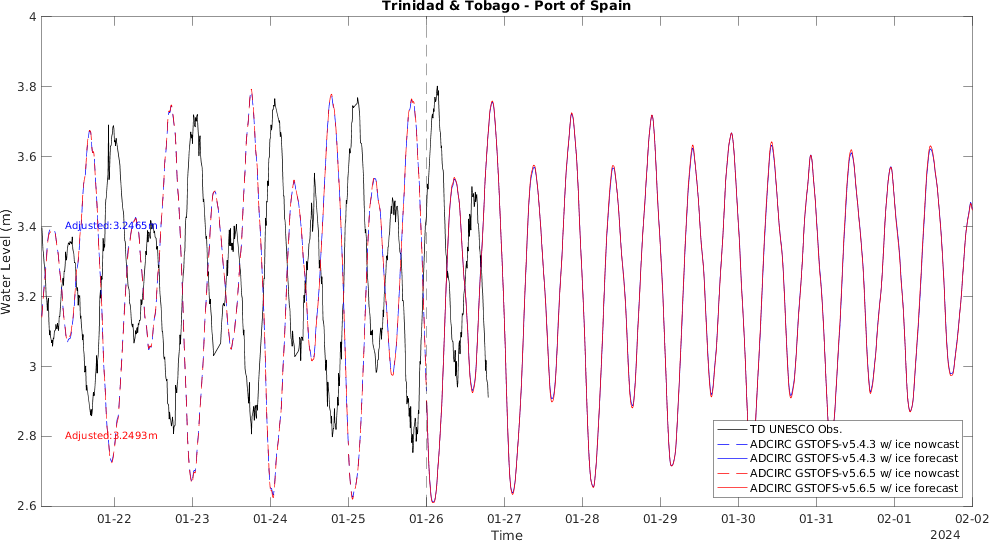 Trinidad & Tobago - Port of Spain
4
3.8
3.6
3.4
3.2
3
2.8
2.6
Water Level (m)
Adjusted:3.2465m
Adjusted:3.2493m
TD UNESCO Obs.
ADCIRC GSTOFS-v5.4.3 w/ ice nowcast
ADCIRC GSTOFS-v5.4.3 w/ ice forecast
ADCIRC GSTOFS-v5.6.5 w/ ice nowcast
ADCIRC GSTOFS-v5.6.5 w/ ice forecast
01-22 01-23 01-24 01-25 01-26 01-27 01-28 01-29 01-30 01-31 02-01 02-02
Time
2024